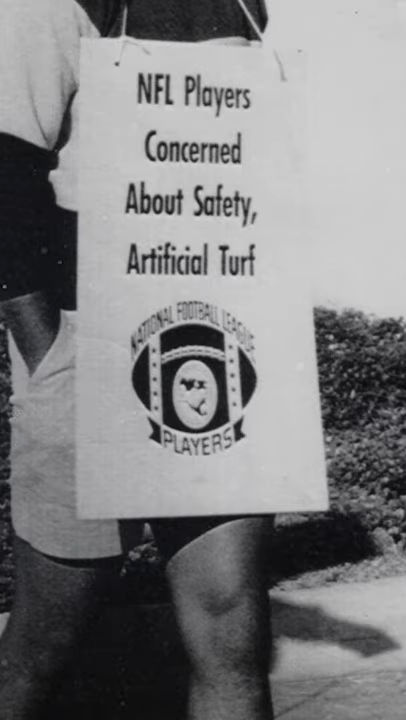 NFL Players
Concerned
About Safety,
Artificial Turf
NATIONAL FOOTBALL LEAGUE
PLAYERS